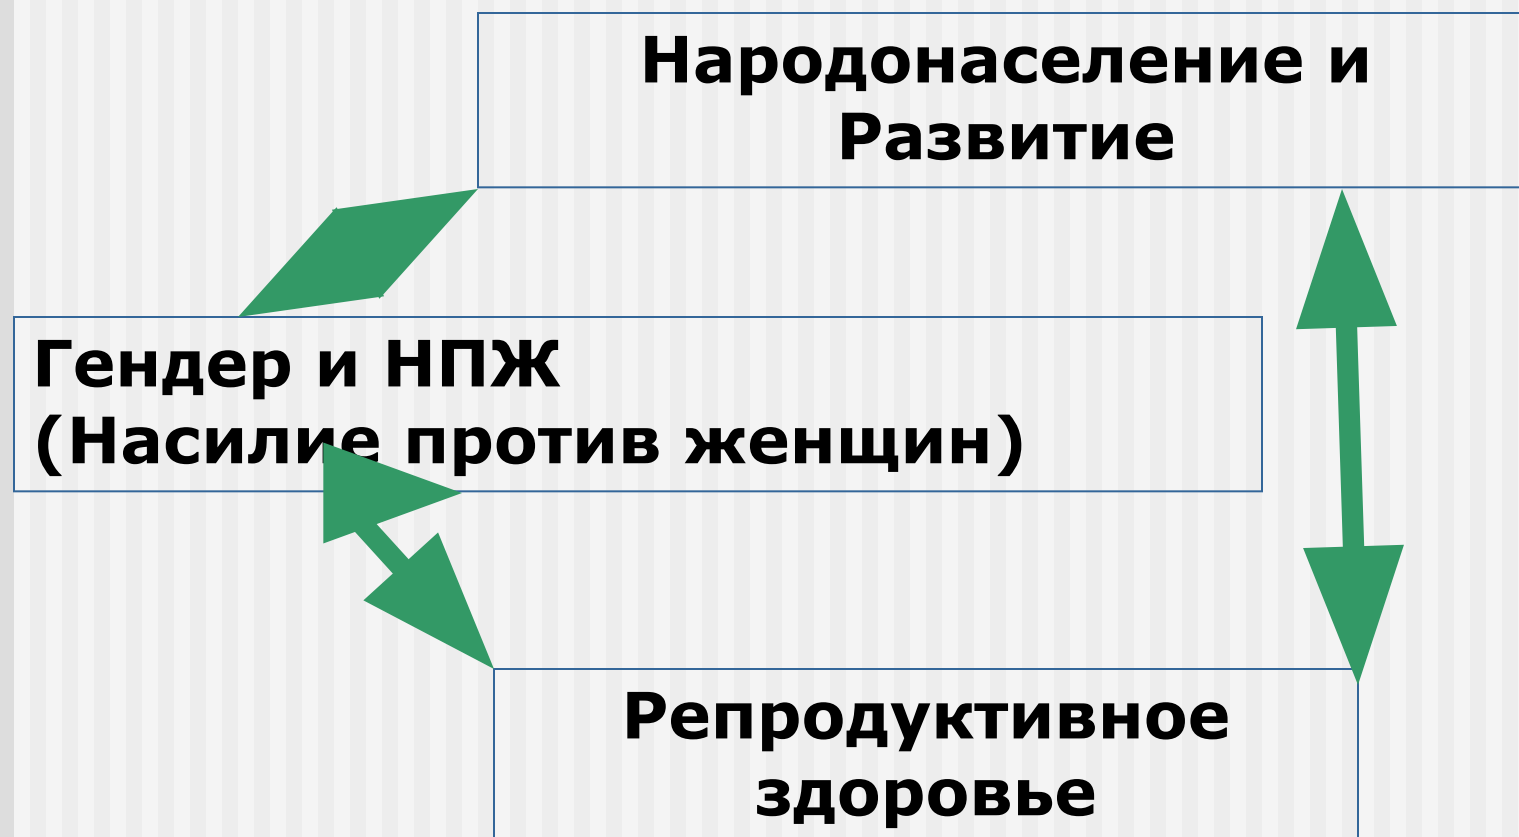 Народонаселение и
Развитие
Гендер и НПЖ
(Насилие против женщин)
Репродуктивное
здоровье